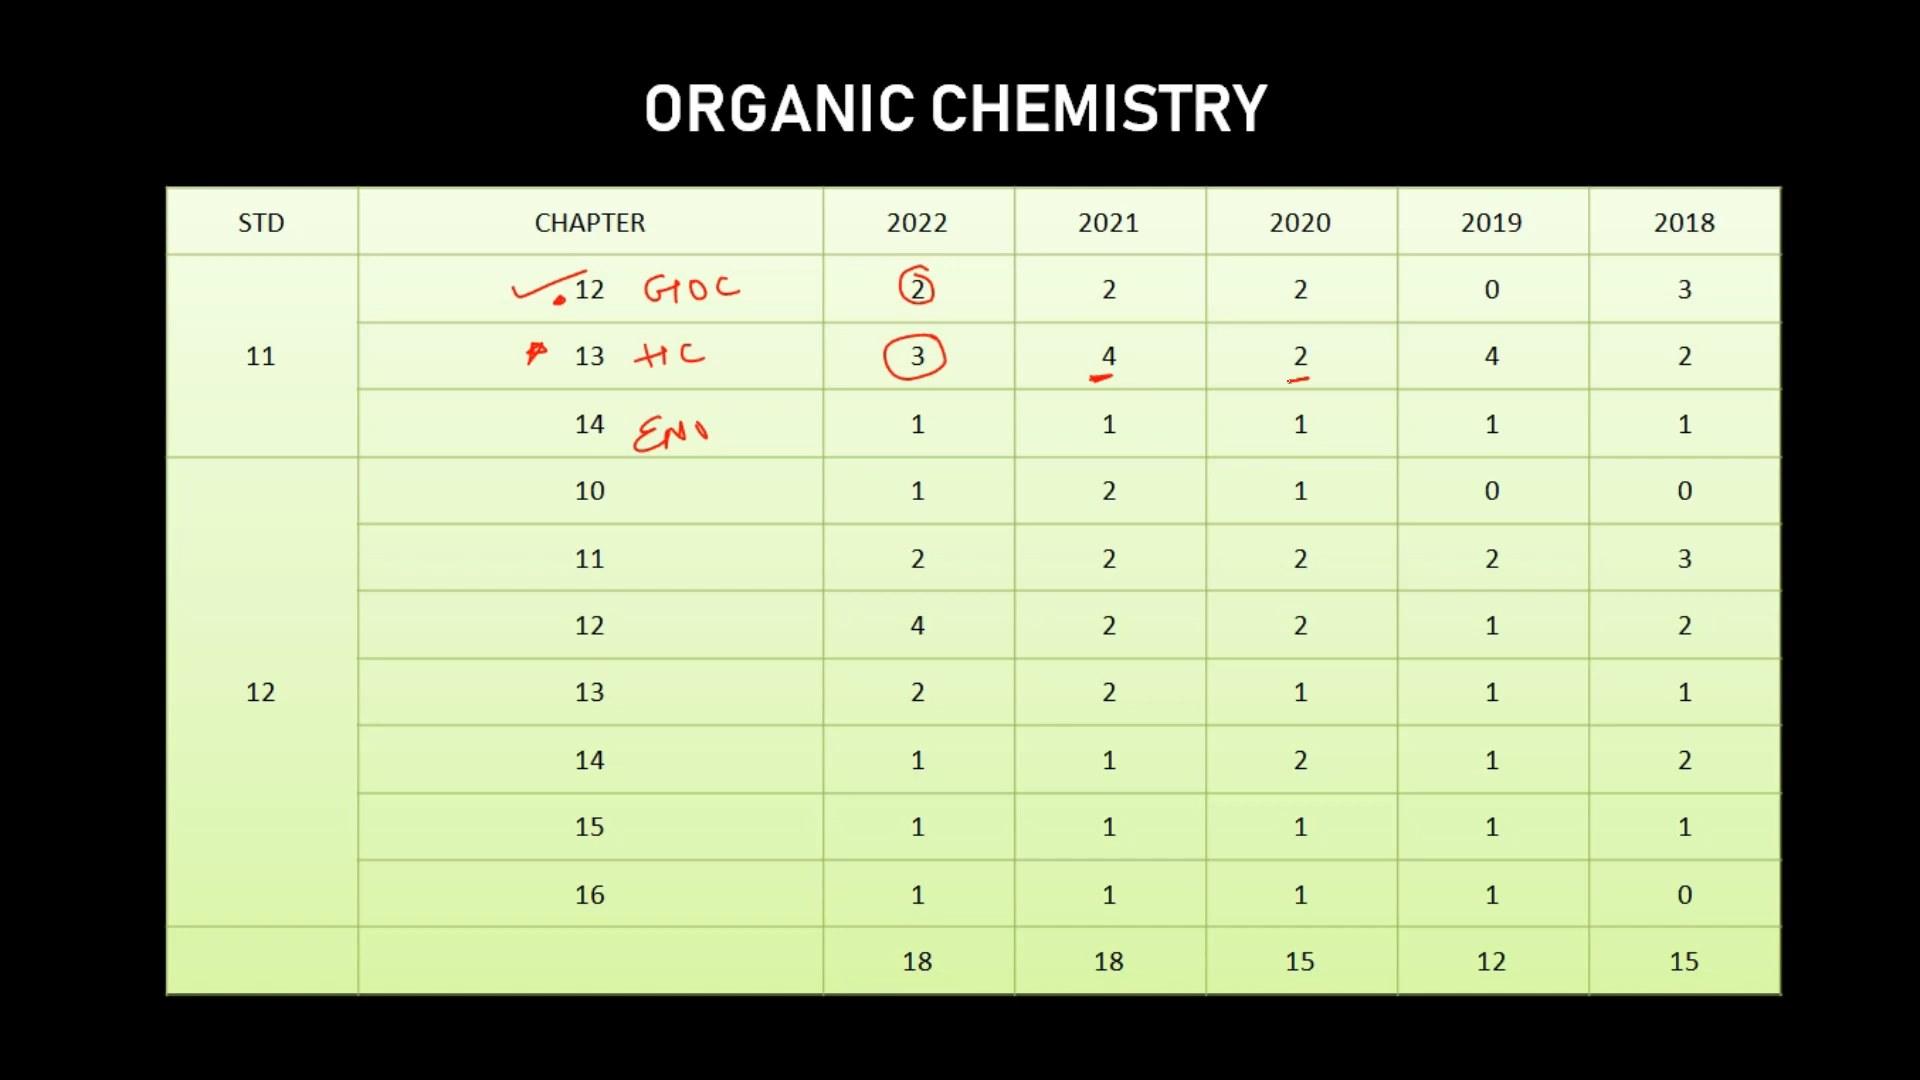 ORGANIC CHEMISTRY
STD CHAPTER 2022 2021 2020 2019 2018
12 GOC 2 2 2 0 3
11 13 HC 3 4 2 4 2
14 ENV 1 1 1 1 1
10 1 2 1 0 0
11 2 2 2 2 3
12 4 2 2 1 2
12 13 2 2 1 1 1
14 1 1 2 1 2
15 1 1 1 1 1
16 1 1 1 1 0
18 18 15 12 15